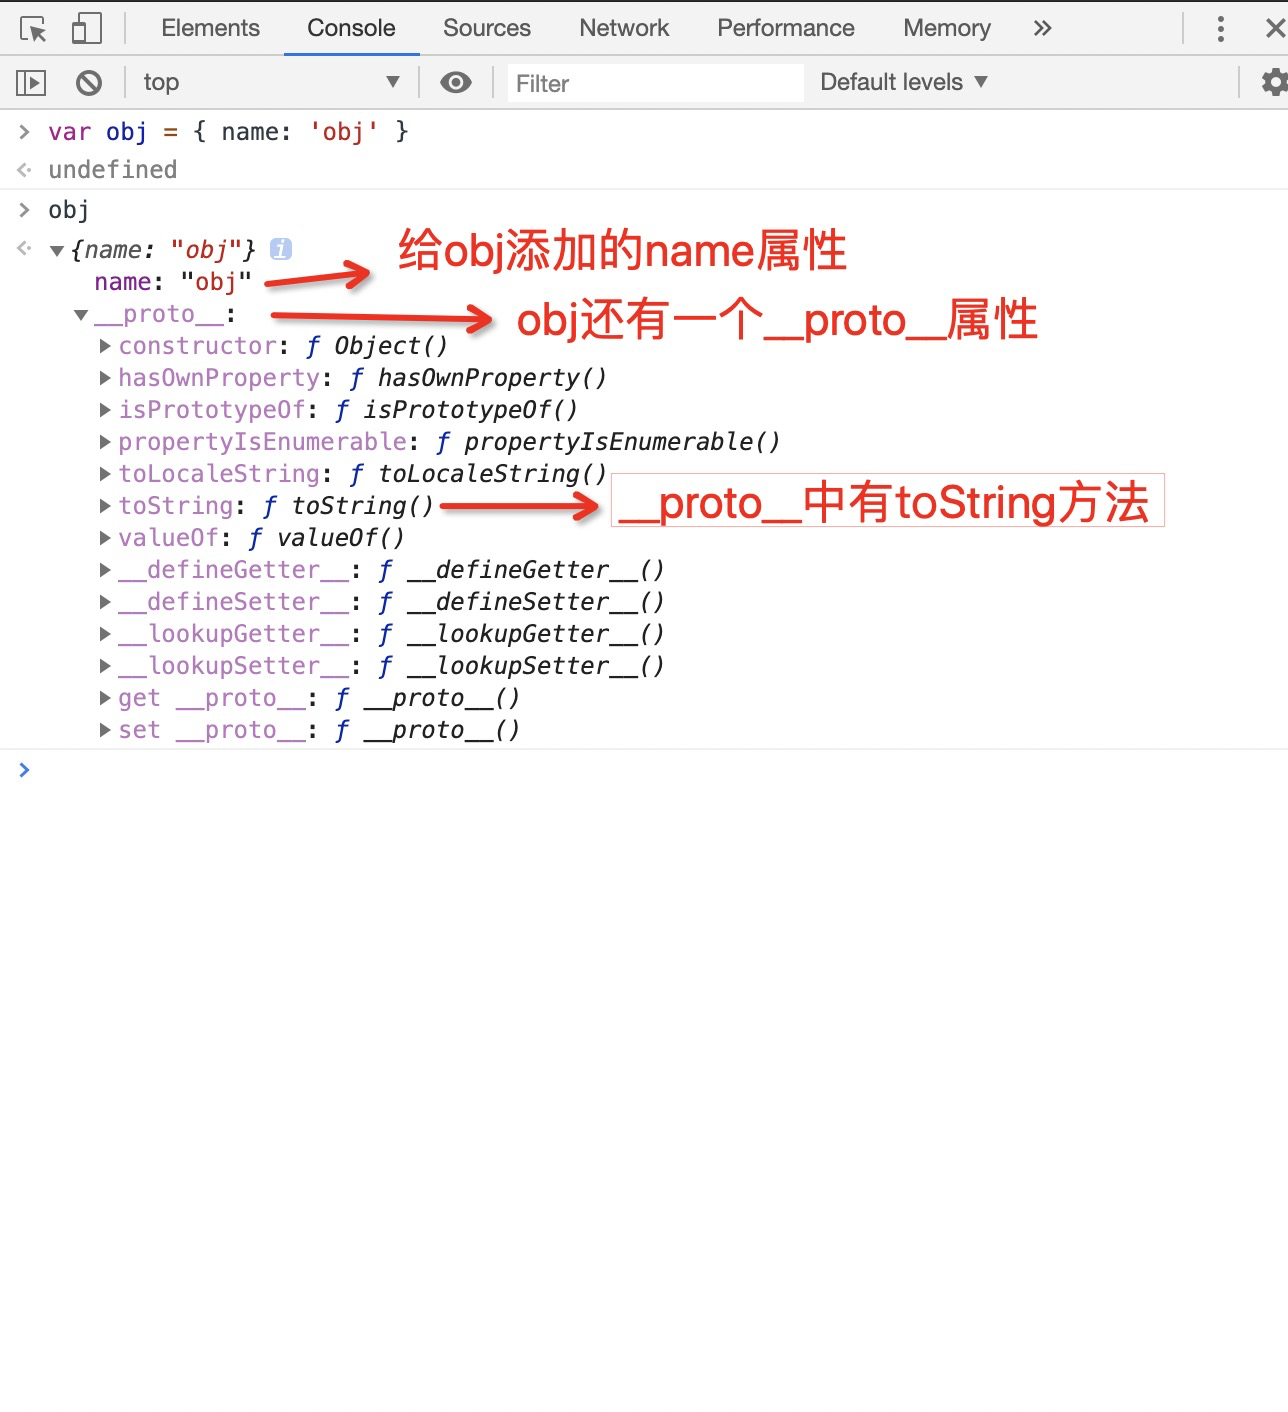 Elements Console Sources Network Performance Memory »
top ▼ Filter Default levels ▼
> var obj = { name: 'obj' }
undefined
> obj
▼{name: "obj"} i
给obj添加的name属性
name: "obj"
▼__proto__:
obj还有一个__proto__属性
▶constructor: ƒ Object()
▶hasOwnProperty: ƒ hasOwnProperty()
▶isPrototypeOf: ƒ isPrototypeOf()
▶propertyIsEnumerable: ƒ propertyIsEnumerable()
▶toLocaleString: ƒ toLocaleString()
▶toString: ƒ toString()
__proto__中有toString方法
▶valueOf: ƒ valueOf()
▶__defineGetter__: ƒ __defineGetter__()
▶__defineSetter__: ƒ __defineSetter__()
▶__lookupGetter__: ƒ __lookupGetter__()
▶__lookupSetter__: ƒ __lookupSetter__()
▶get __proto__: ƒ __proto__()
▶set __proto__: ƒ __proto__()
>